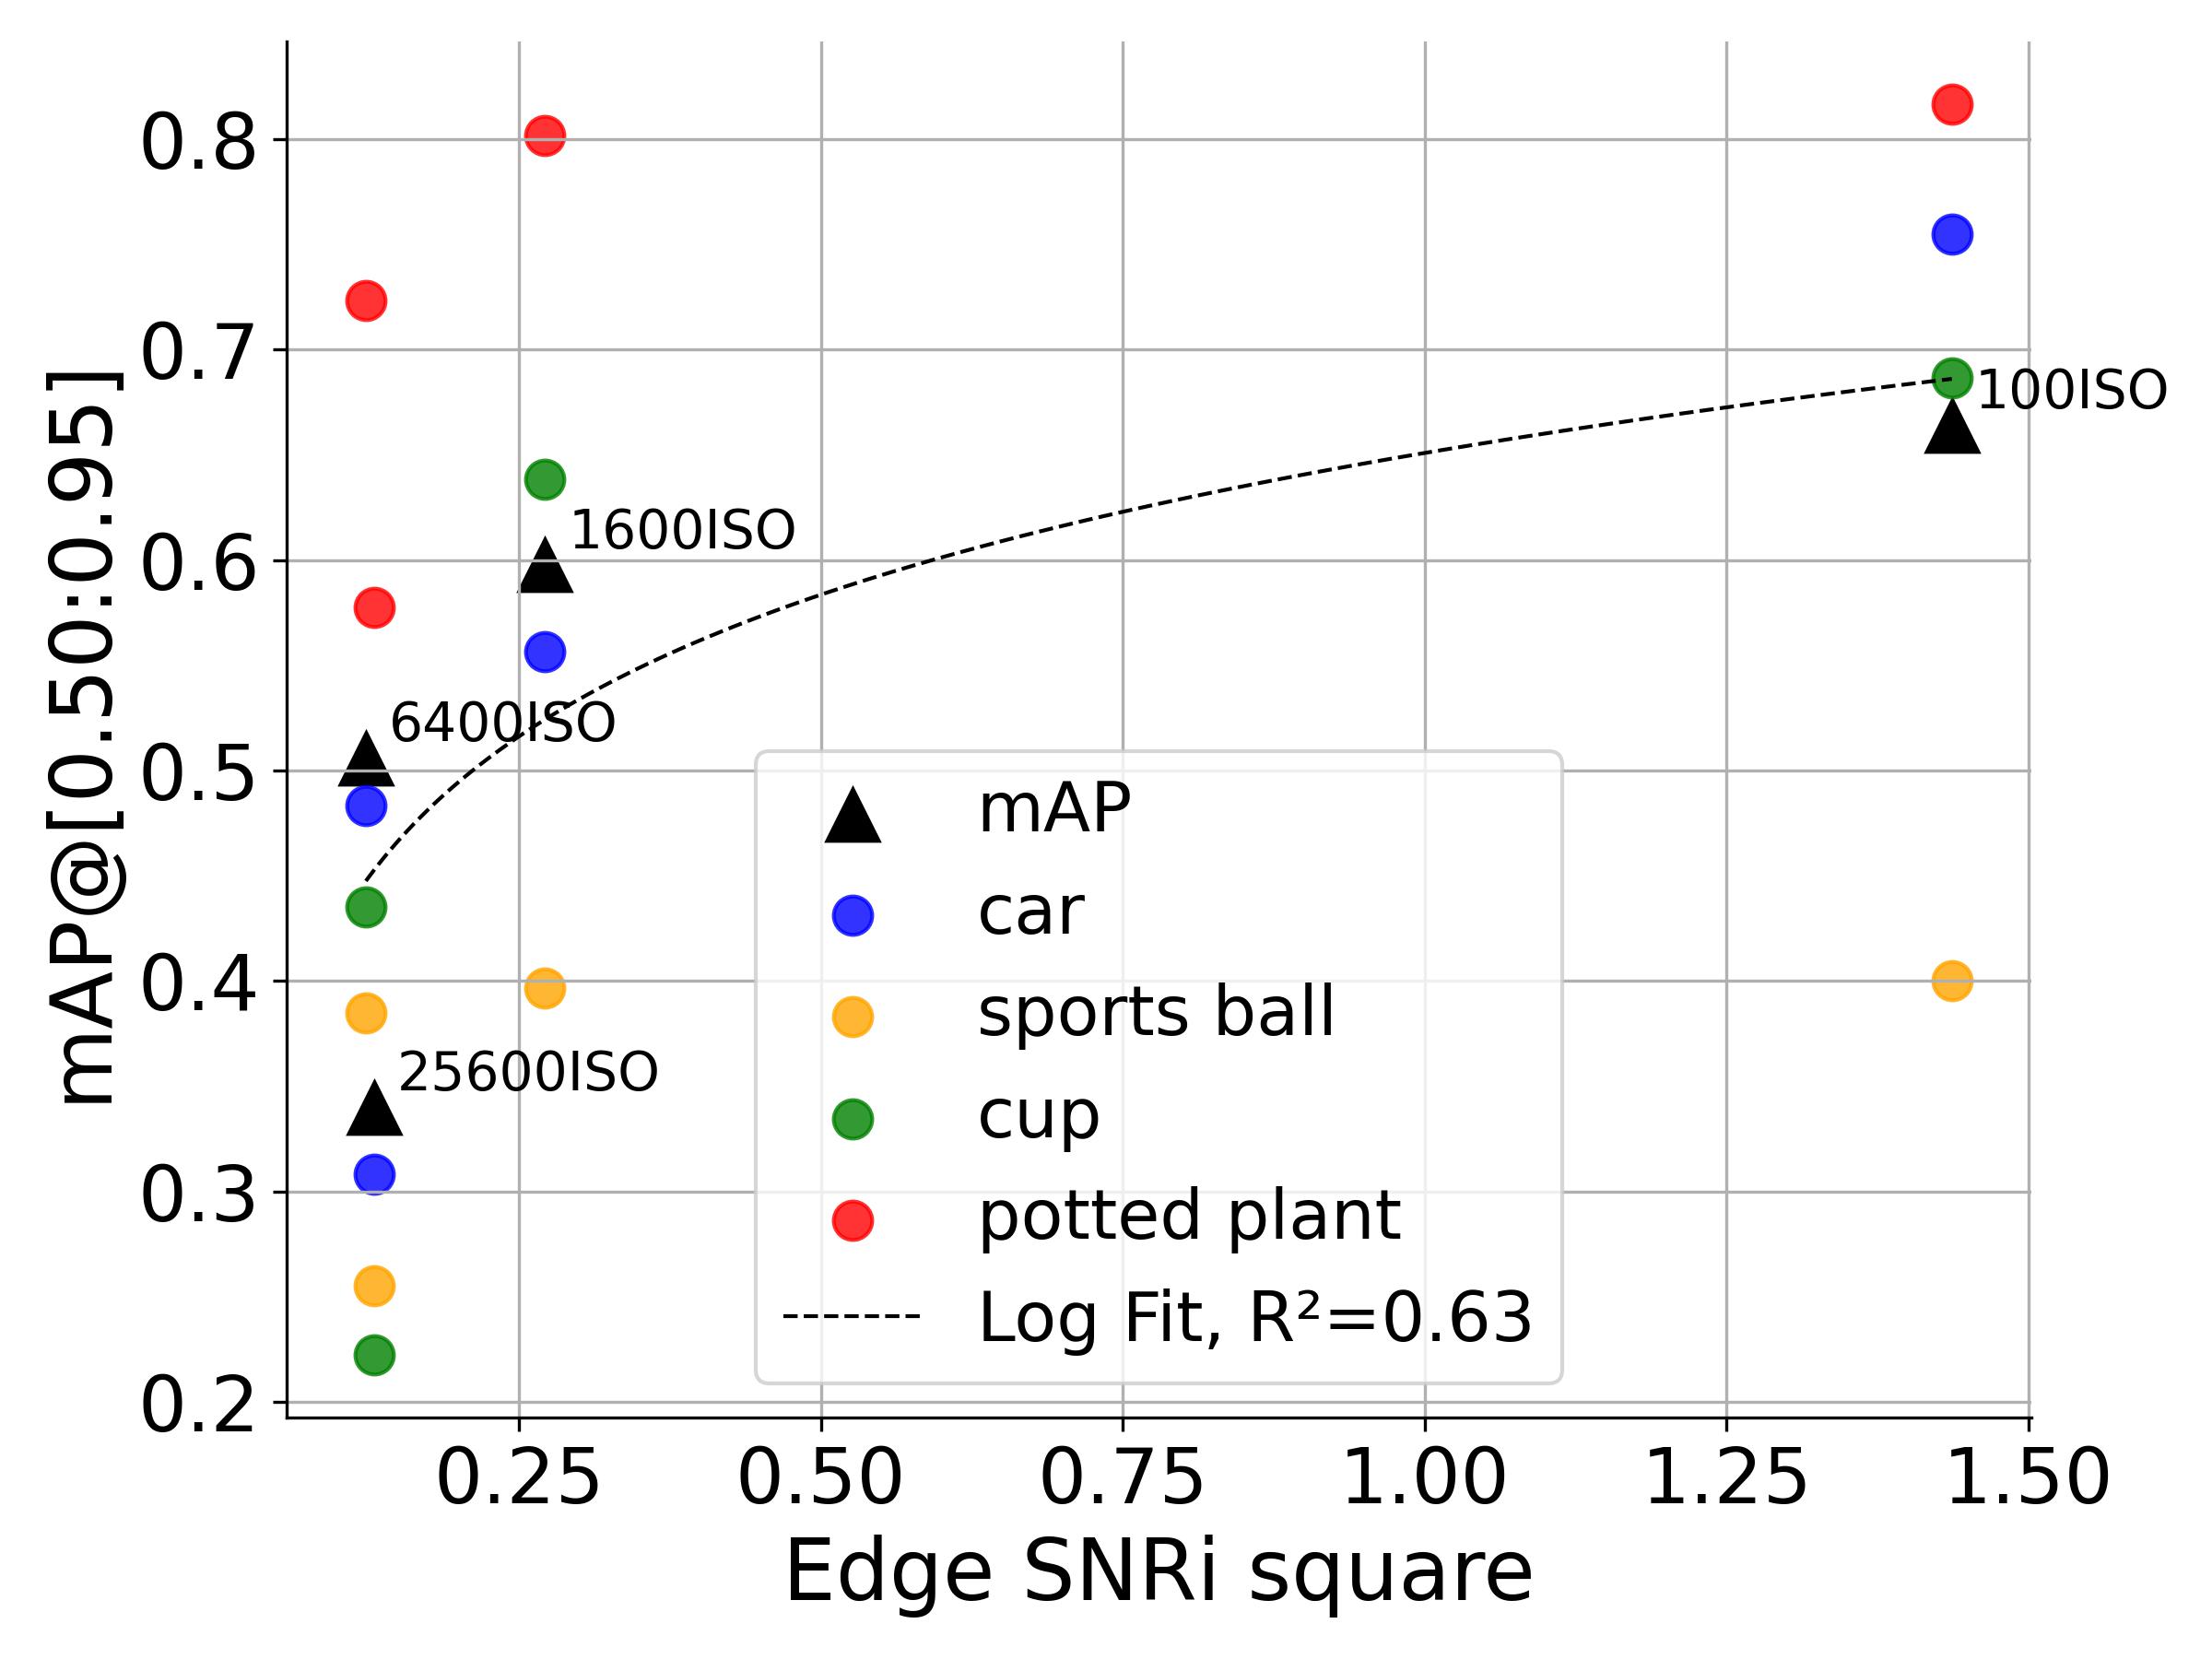 mAP@[0.50:0.95]
0.8
0.7
0.6
0.5
0.4
0.3
0.2
100ISO
1600ISO
6400ISO
25600ISO
mAP
car
sports ball
cup
potted plant
Log Fit, R²=0.63
0.25 0.50 0.75 1.00 1.25 1.50
Edge SNRi square